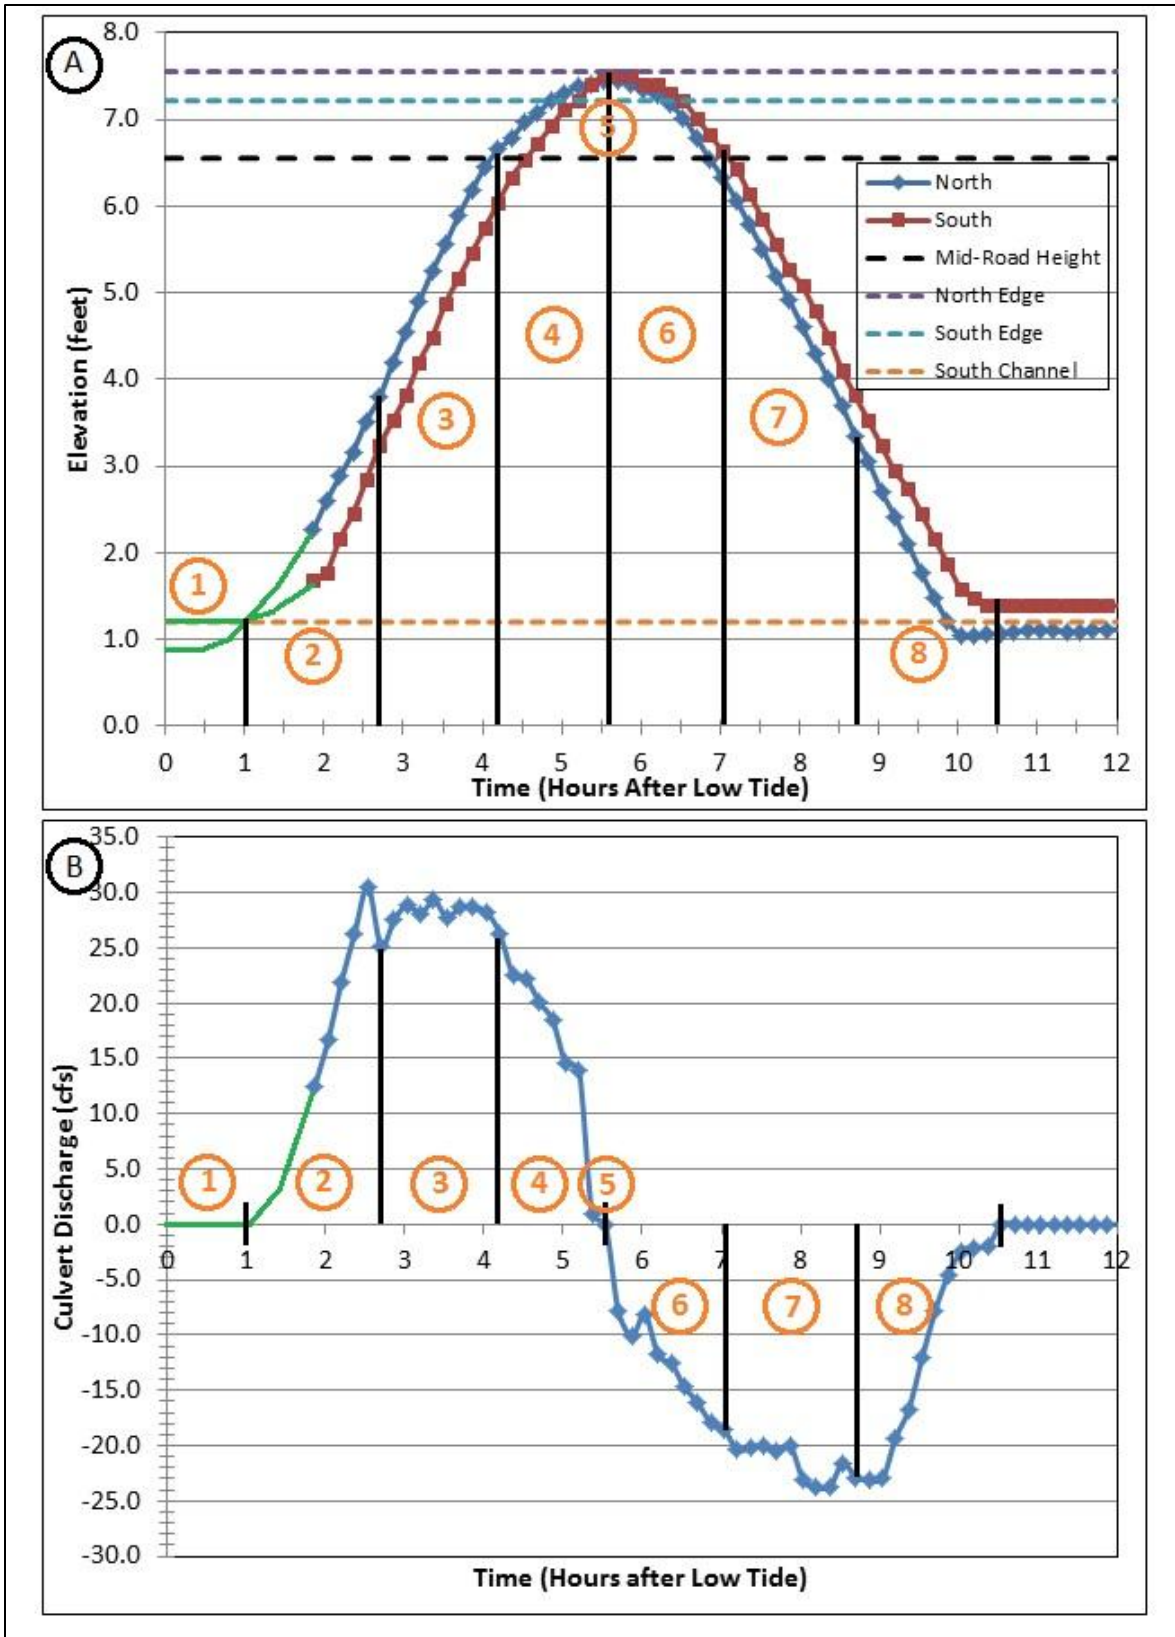 A
8.0
7.0
6.0
5.0
4.0
3.0
2.0
1.0
0.0
Elevation (feet)
North
South
Mid-Road Height
North Edge
South Edge
South Channel
1
2
3
4
5
6
7
8
0 1 2 3 4 5 6 7 8 9 10 11 12
Time (Hours After Low Tide)
B
35.0
30.0
25.0
20.0
15.0
10.0
5.0
0.0
-5.0
-10.0
-15.0
-20.0
-25.0
-30.0
Culvert Discharge (cfs)
1
2
3
4
5
6
7
8
0 1 2 3 4 5 6 7 8 9 10 11 12
Time (Hours after Low Tide)